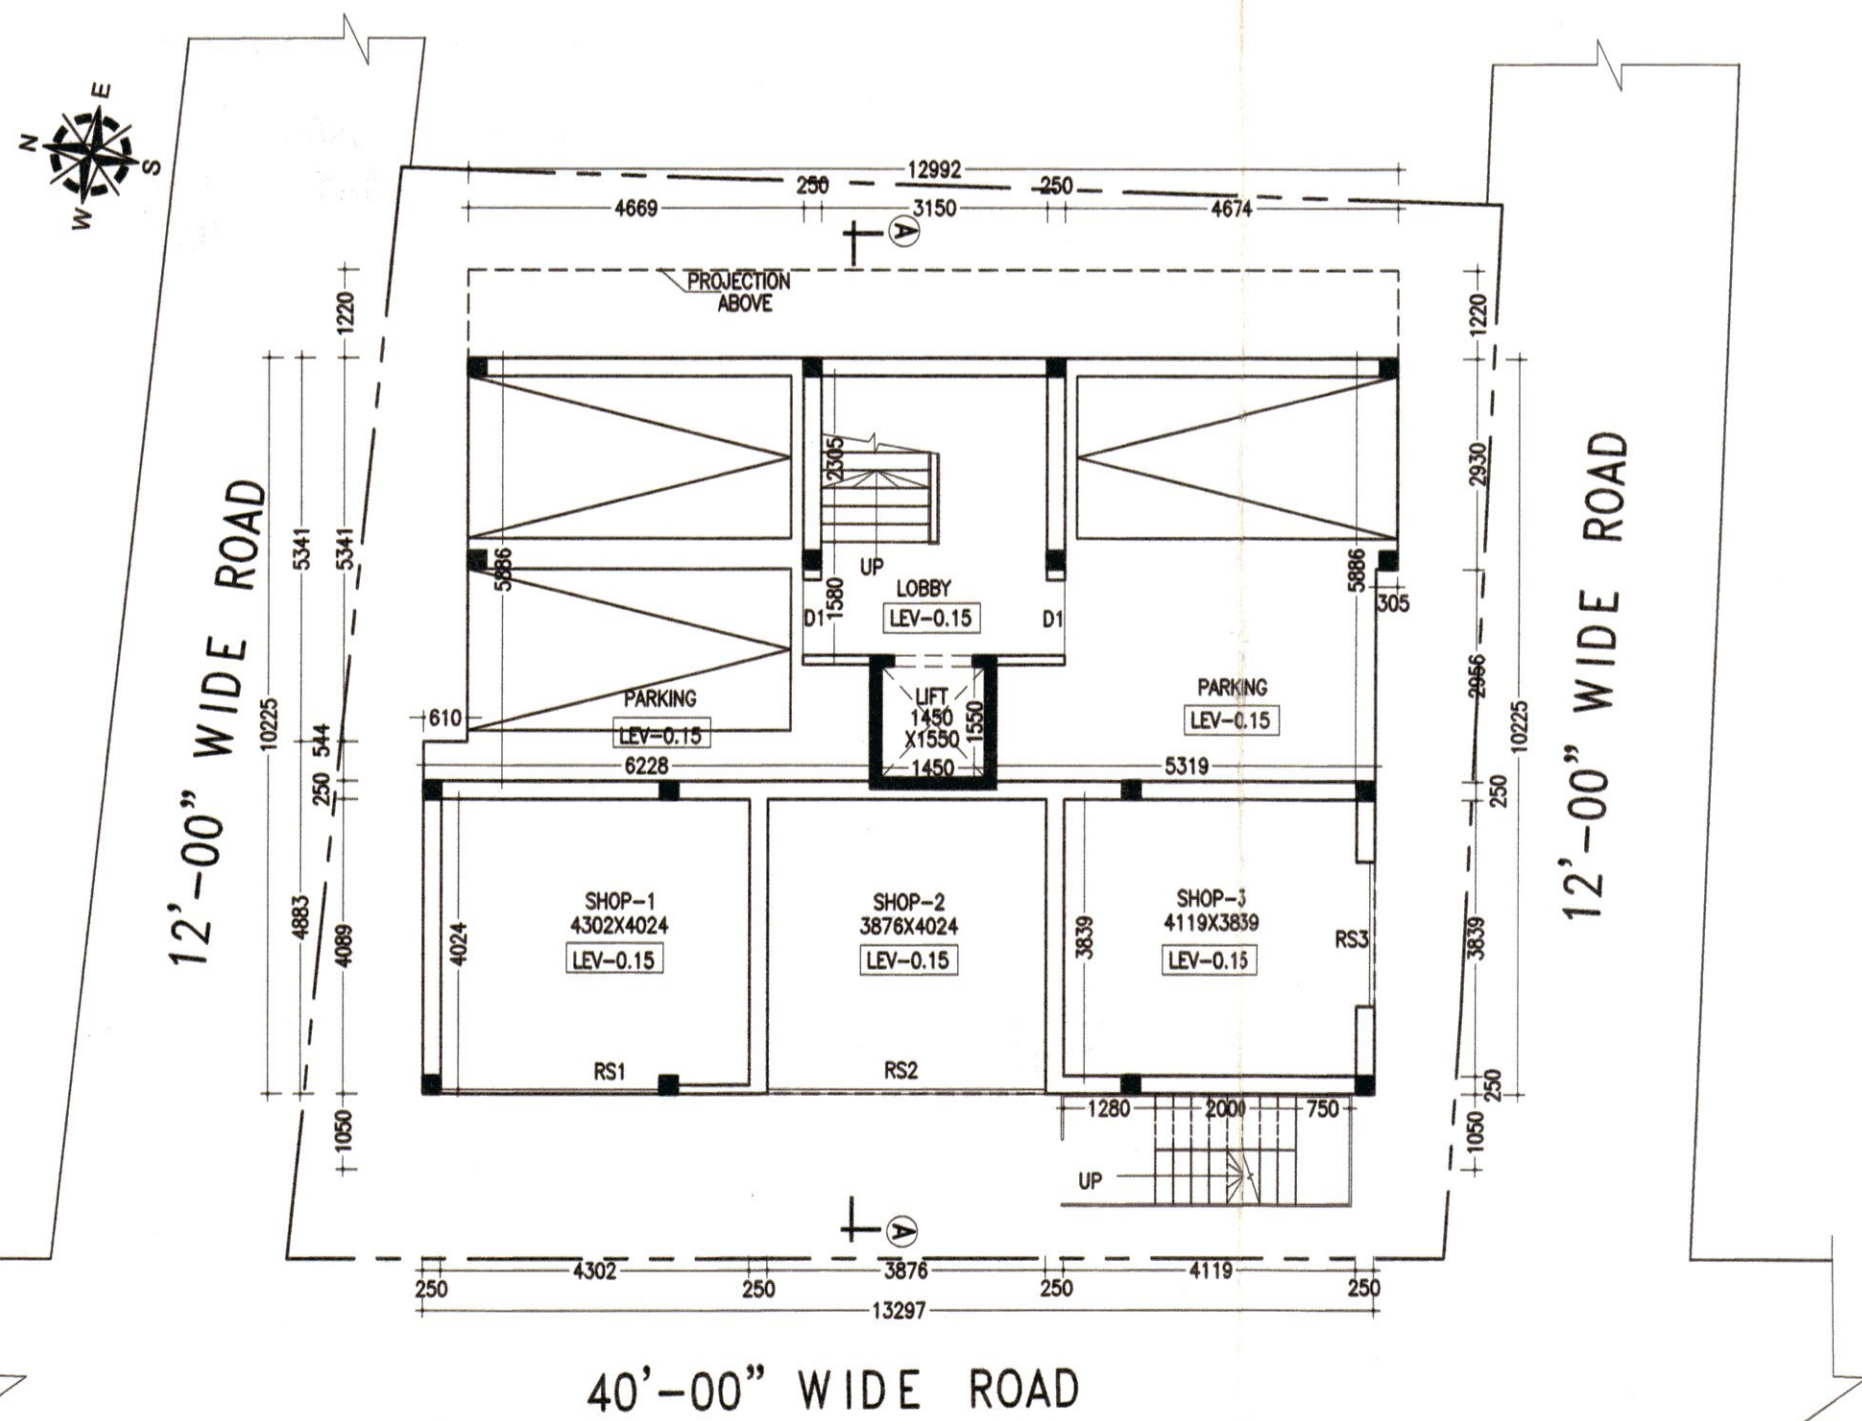 E
N
S
W
12992
250
250
4669
3150
4674
A
PROJECTION
ABOVE
1220
1220
2305
2930
5341
5341
5886
5886
UP
1580
LOBBY
LEV-0.15
D1
D1
305
12'-00" WIDE ROAD
12'-00" WIDE ROAD
10225
10225
2956
PARKING
LEV-0.15
PARKING
LEV-0.15
LIFT
1450
X1550
1550
1450
610
544
250
250
6228
5319
SHOP-1
4302X4024
LEV-0.15
SHOP-2
3876X4024
LEV-0.15
SHOP-3
4119X3839
LEV-0.15
4883
4089
4024
3839
RS3
3839
RS1
RS2
250
1280
2000
750
1050
1050
UP
A
4302
3876
4119
250
250
250
250
13297
40'-00" WIDE ROAD